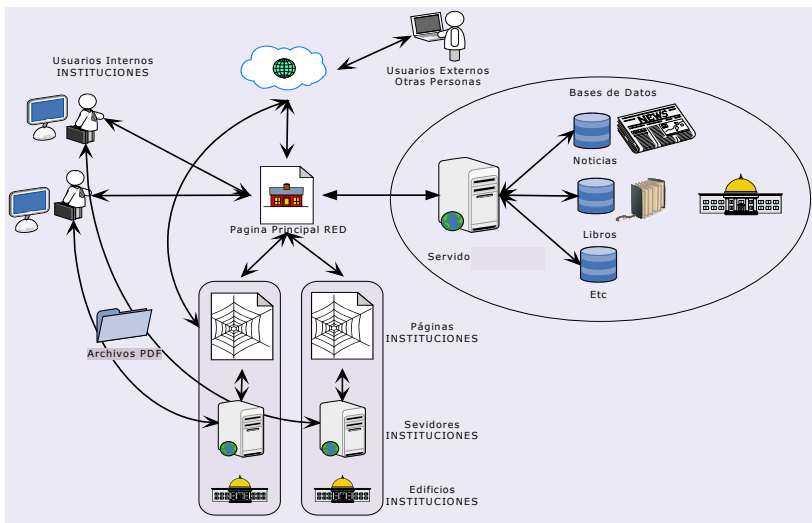 Usuarios Internos
INSTITUCIONES
Usuarios Externos
Otras Personas
Bases de Datos
NEWS
Noticias
Libros
Etc
Pagina Principal RED
Servido
Páginas
INSTITUCIONES
Archivos PDF
Sevidores
INSTITUCIONES
Edificios
INSTITUCIONES